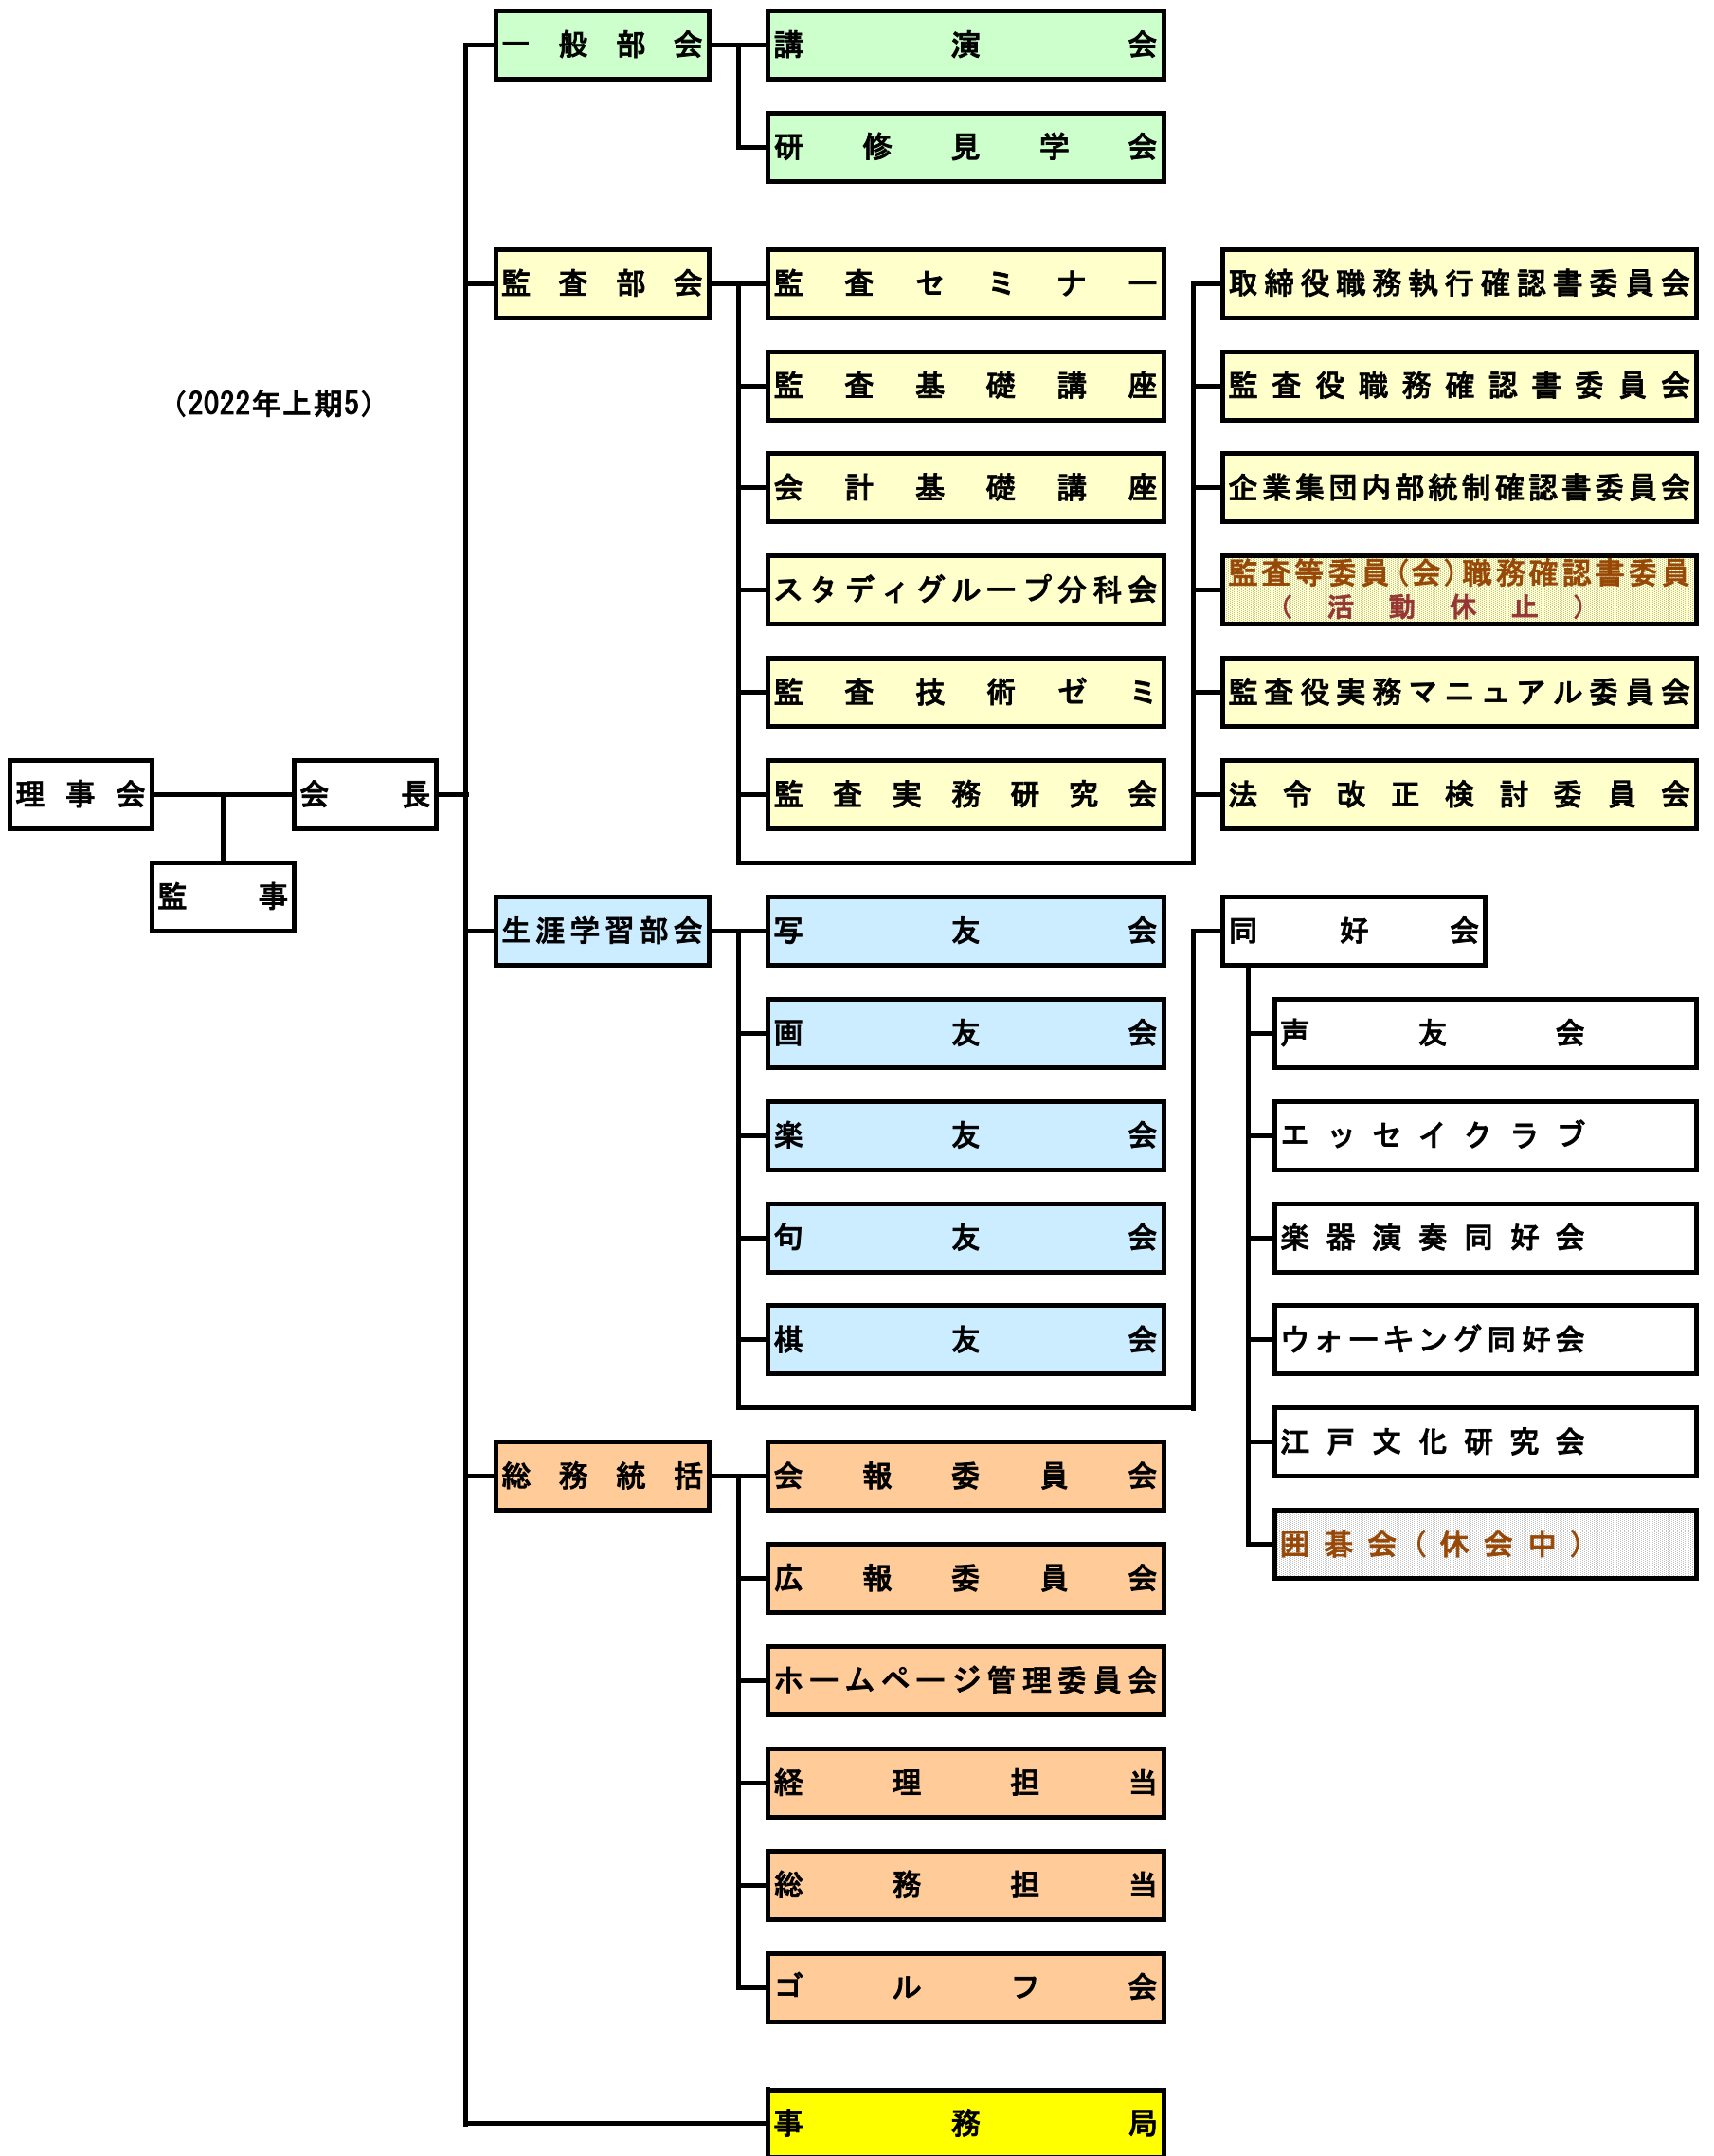 一般部会
講演会
研修見学会
監査部会
監査セミナー
取締役職務執行確認書委員会
監査基礎講座
監査役職務確認書委員会
（2022年上期5）
会計基礎講座
企業集団内部統制確認書委員会
スタディグループ分科会
監査等委員（会）職務確認書委員
（活動休止）
監査技術ゼミ
監査役実務マニュアル委員会
理事会
会長
監査実務研究会
法令改正検討委員会
監事
生涯学習部会
写友会
同好会
画友会
声友会
楽友会
エッセイクラブ
句友会
楽器演奏同好会
棋友会
ウォーキング同好会
江戸文化研究会
総務統括
会報委員会
広報委員会
囲碁会（休会中）
ホームページ管理委員会
経理担当
総務担当
ゴルフ会
事務局